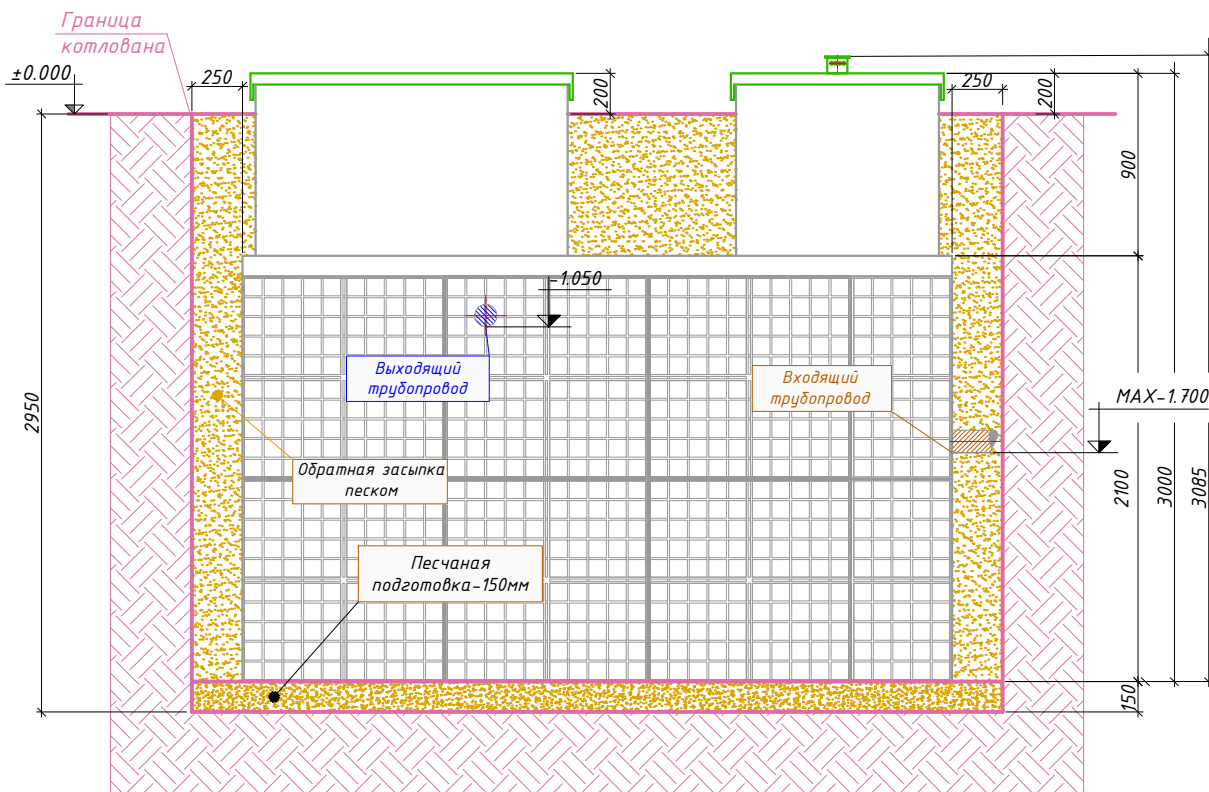 Граница
котлована
±0.000
250
200
250
200
900
-1.050
Выходящий
трубопровод
Входящий
трубопровод
MAX-1.700
2950
Обратная засыпка
песком
2100
3000
3085
Песчаная
подготовка-150мм
150